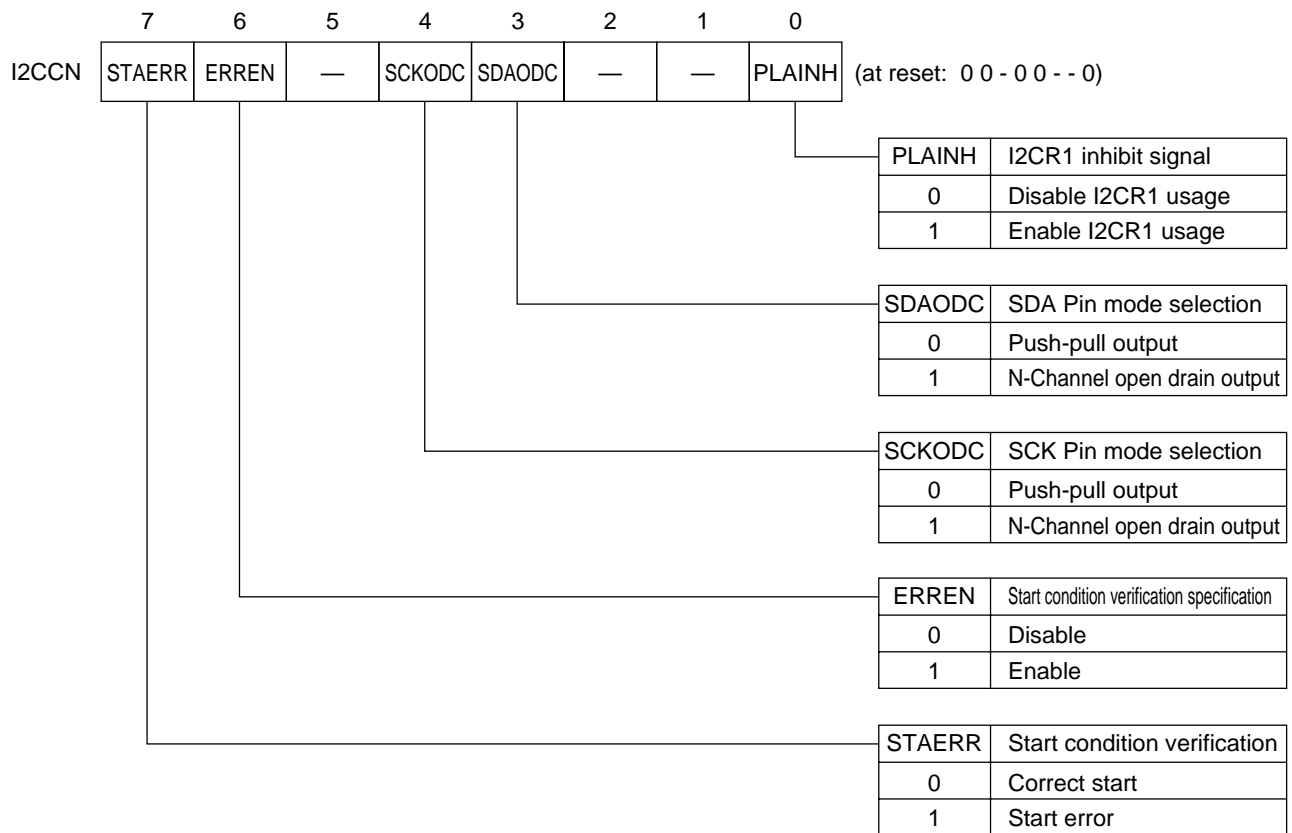 7 6 5 4 3 2 1 0
I2CCN STAERR ERREN — SCKODC SDAODC — — PLAINH (at reset: 0 0 - 0 0 - - 0)
PLAINH I2CR1 inhibit signal
0 Disable I2CR1 usage
1 Enable I2CR1 usage
SDAODC SDA Pin mode selection
0 Push-pull output
1 N-Channel open drain output
SCKODC SCK Pin mode selection
0 Push-pull output
1 N-Channel open drain output
ERREN Start condition verification specification
0 Disable
1 Enable
STAERR Start condition verification
0 Correct start
1 Start error